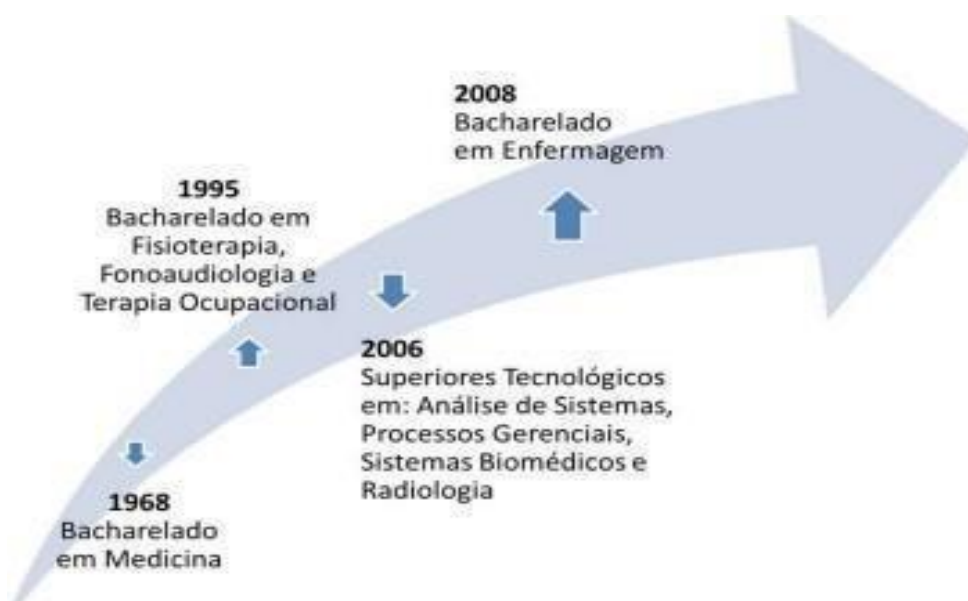 2008
Bacharelado
em Enfermagem
1995
Bacharelado em
Fisioterapia,
Fonoaudiologia e
Terapia Ocupacional
2006
Superiores Tecnológicos
em: Análise de Sistemas,
Processos Gerenciais,
Sistemas Biomédicos e
Radiologia
1968
Bacharelado
em Medicina